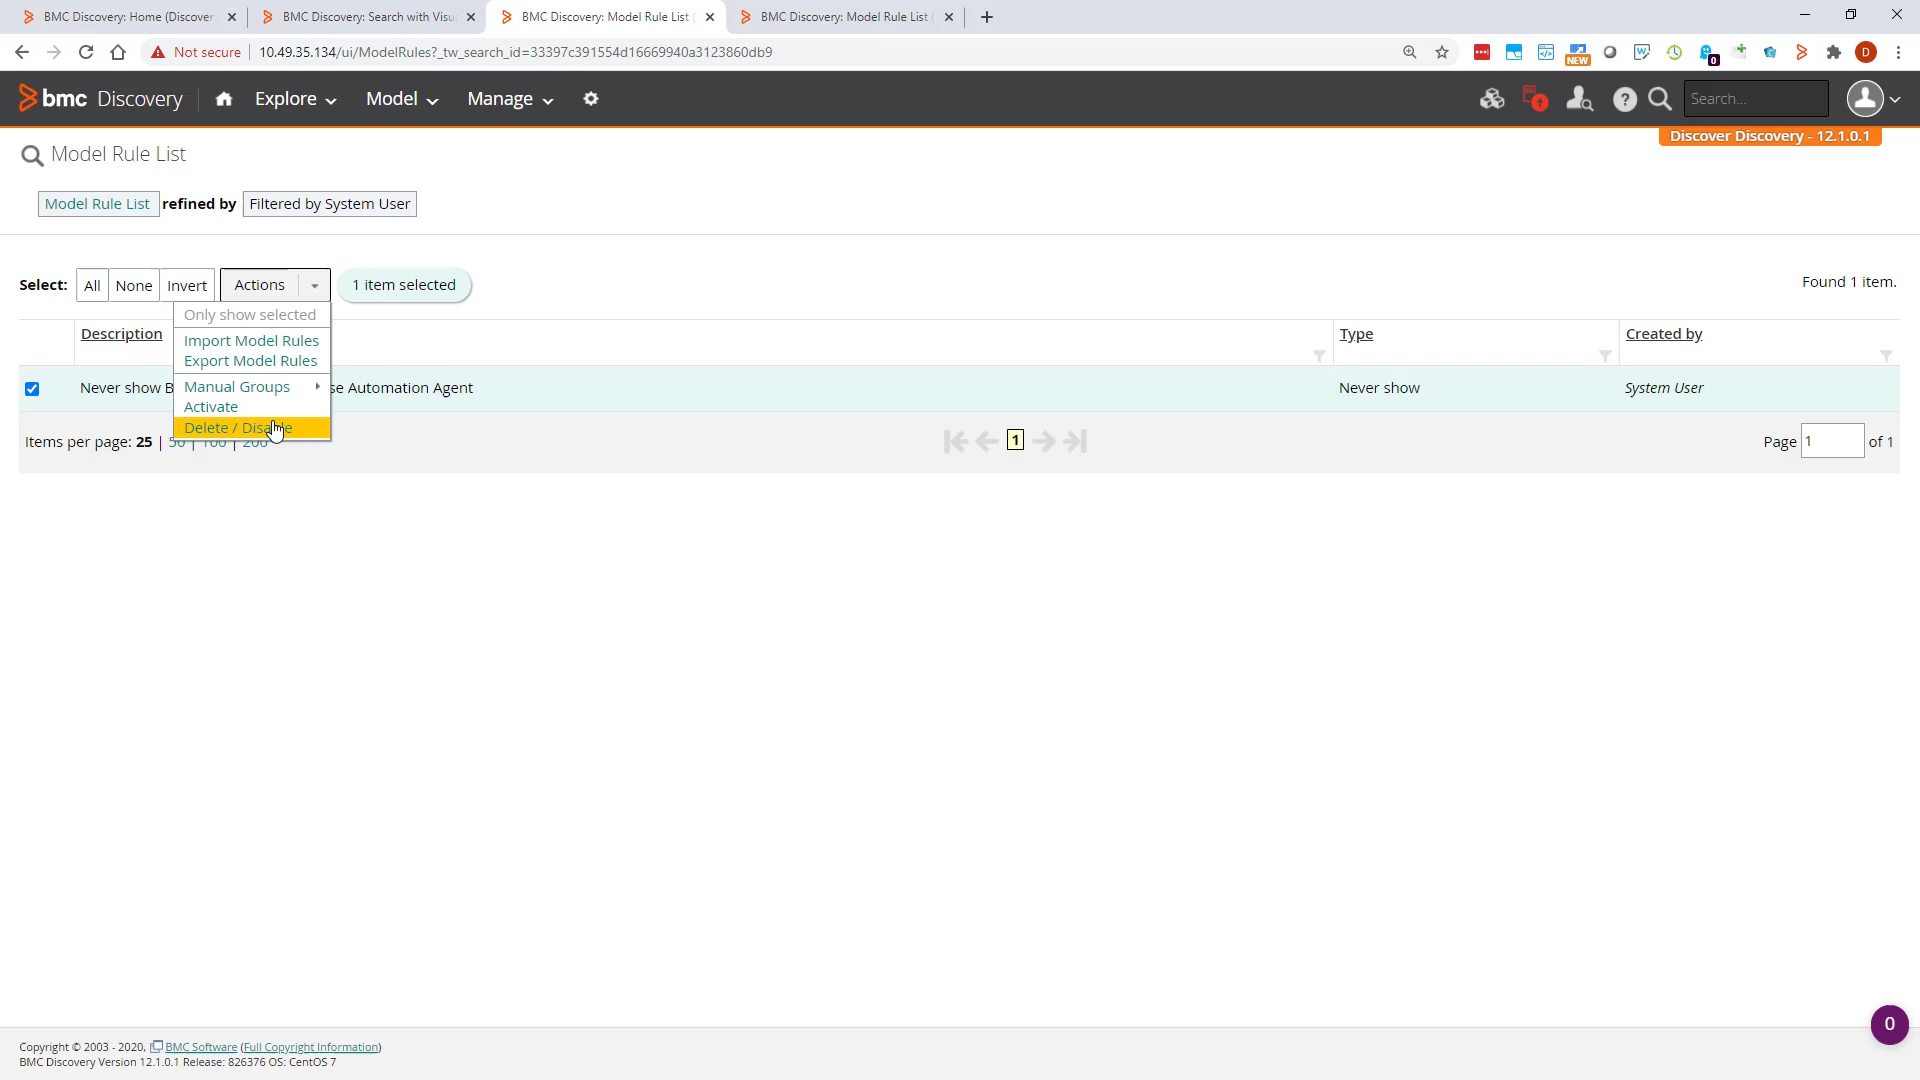 BMC Discovery: Home (Discover
BMC Discovery: Search with Visu
BMC Discovery: Model Rule List
BMC Discovery: Model Rule List
Not secure
10.49.35.134/ui/ModelRules?_tw_search_id=33397c391554d16669940a3123860db9
NEW
0
D
bmc Discovery
Explore
Model
Manage
Search...
Discover Discovery - 12.1.0.1
Model Rule List
Model Rule List refined by Filtered by System User
Select: All None Invert Actions 1 item selected
Found 1 item.
Only show selected
Import Model Rules
Export Model Rules
Manual Groups
Activate
Delete / Disable
Description
Type
Created by
Never show B
se Automation Agent
Never show
System User
Items per page: 25 | 50 | 100 | 200
1
Page 1 of 1
0
Copyright © 2003 - 2020, BMC Software (Full Copyright Information)
BMC Discovery Version 12.1.0.1 Release: 826376 OS: CentOS 7